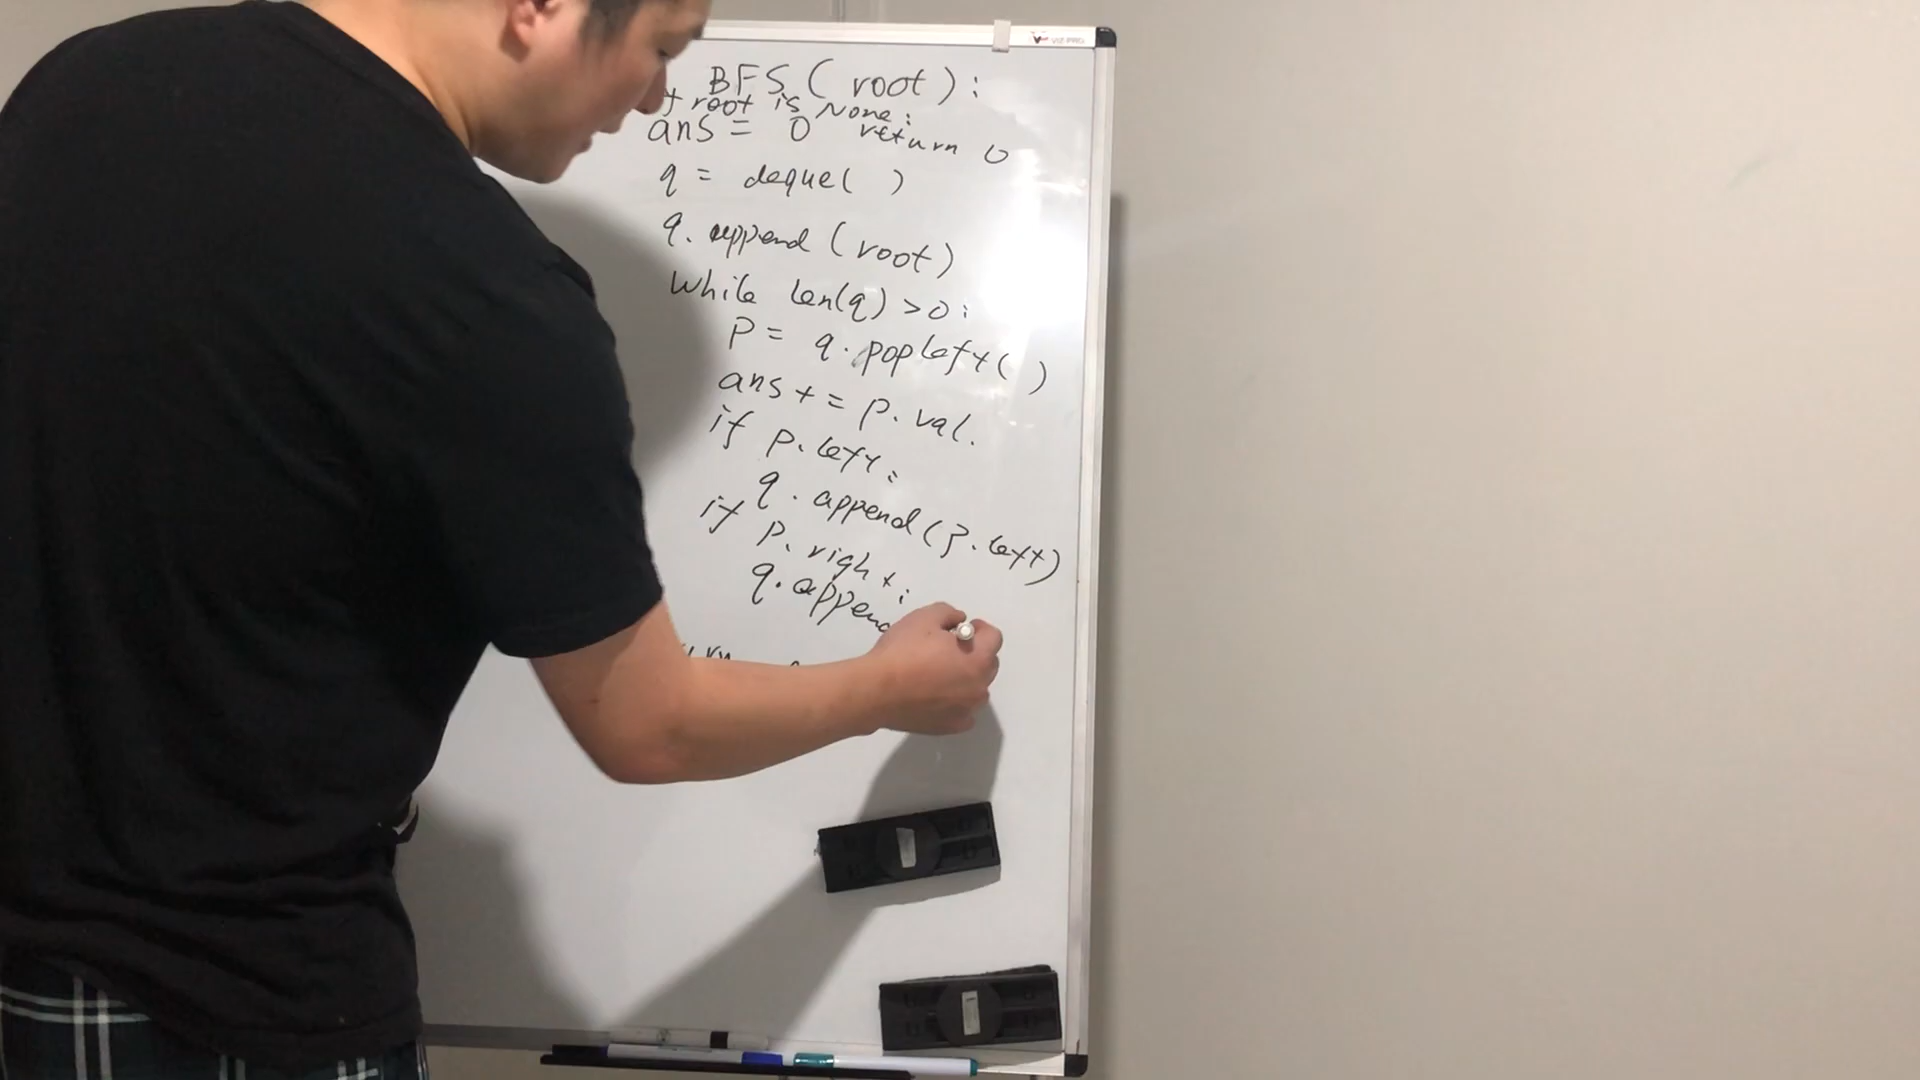 BFS ( root ) :
root is None :
ans = 0 return 0
q = deque( )
q. append (root)
while len(q) > 0 :
P = q. popleft( )
ans + = p. val.
if p. left :
q . append (p. left)
if p. right :
q. append